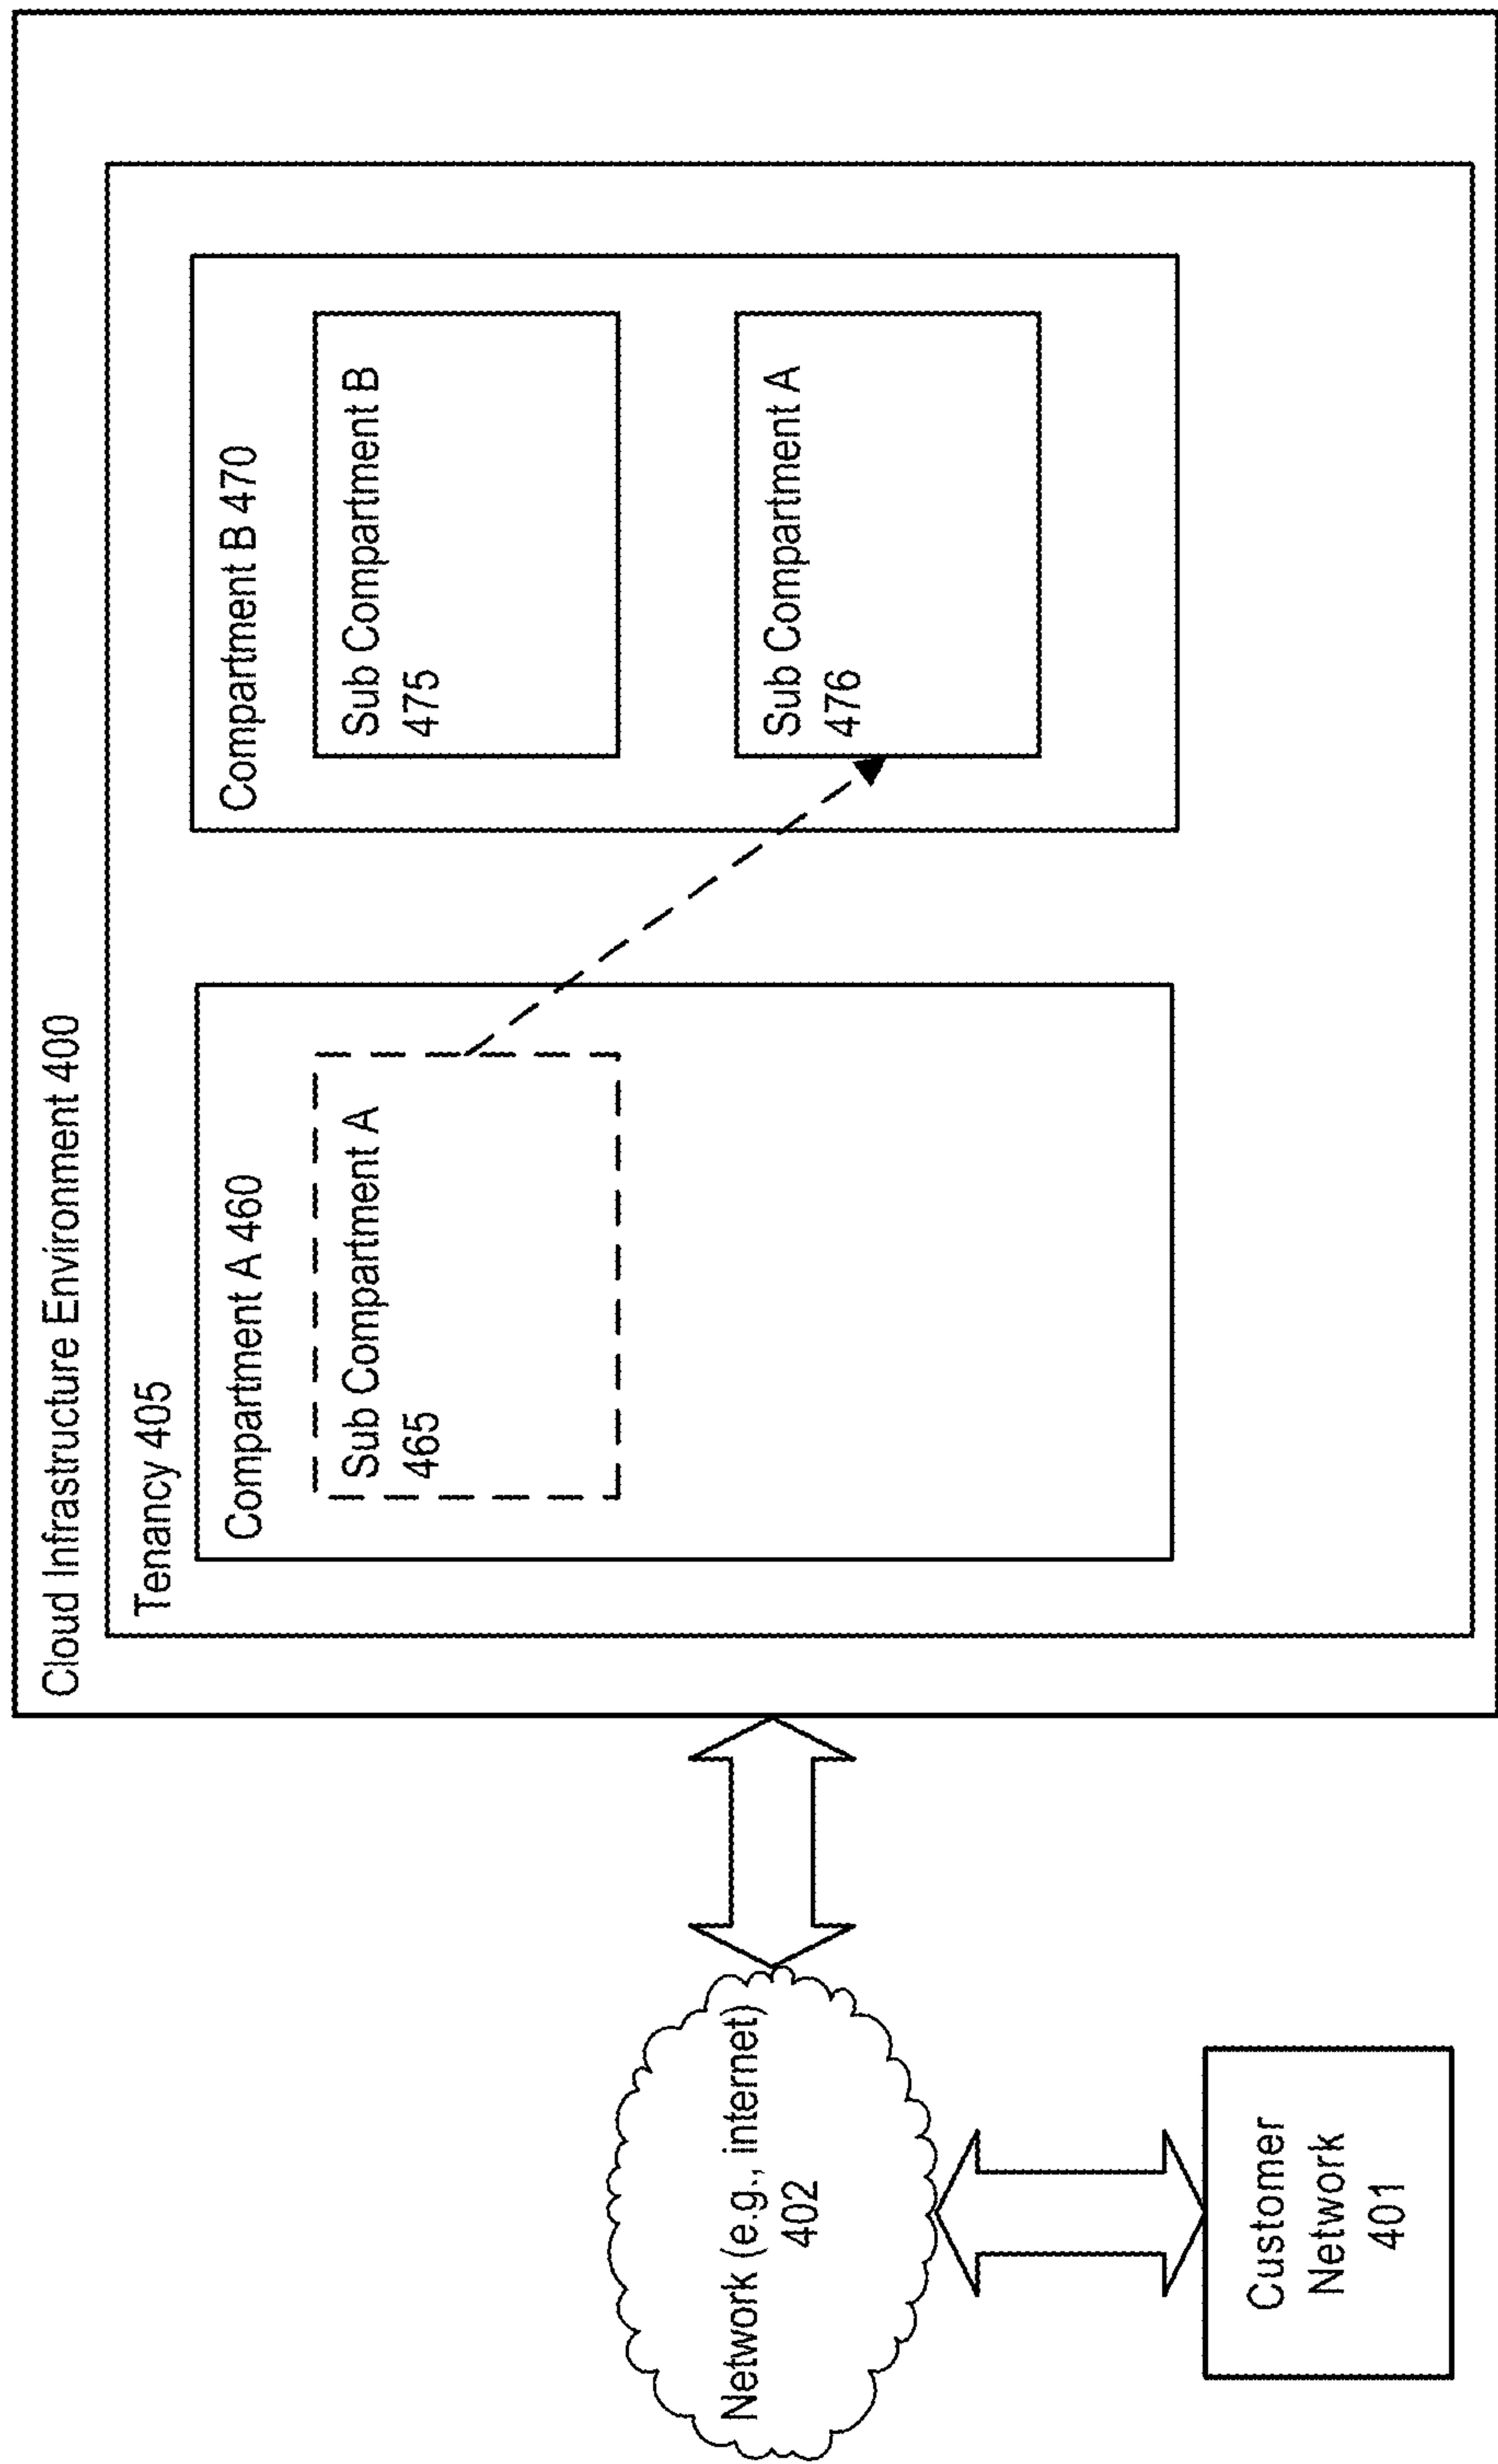 Cloud Infrastructure Environment 400
Tenancy 405
Compartment A 460
Sub Compartment A
465
Compartment B 470
Sub Compartment B
475
Sub Compartment A
476
Network (e.g., internet)
402
Customer
Network
401